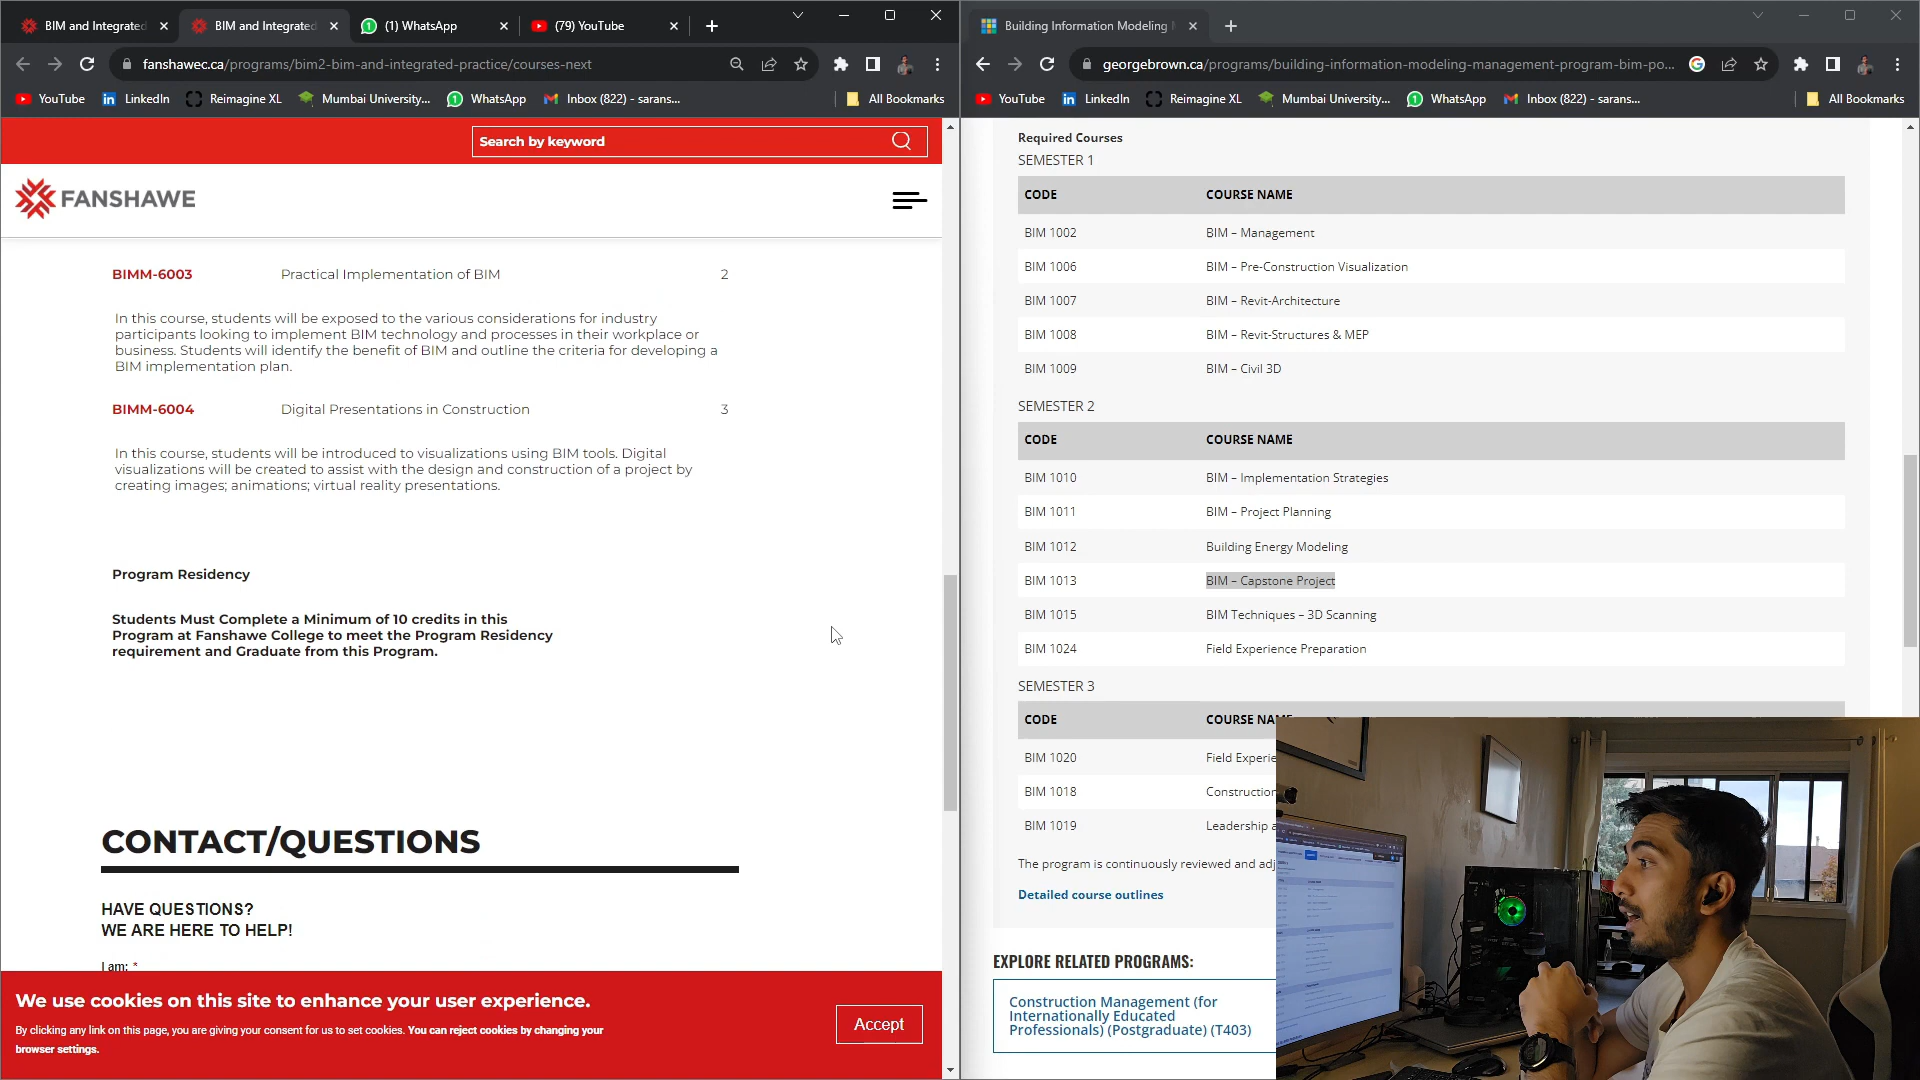 BIM and Integrated
BIM and Integrated
(1) WhatsApp
(79) YouTube
fanshawec.ca/programs/bim2-bim-and-integrated-practice/courses-next
YouTube
LinkedIn
Reimagine XL
Mumbai University...
WhatsApp
Inbox (822) - sarans...
All Bookmarks
Search by keyword
FANSHAWE
BIMM-6003 Practical Implementation of BIM 2
In this course, students will be exposed to the various considerations for industry
participants looking to implement BIM technology and processes in their workplace or
business. Students will identify the benefit of BIM and outline the criteria for developing a
BIM implementation plan.
BIMM-6004 Digital Presentations in Construction 3
In this course, students will be introduced to visualizations using BIM tools. Digital
visualizations will be created to assist with the design and construction of a project by
creating images; animations; virtual reality presentations.
Program Residency
Students Must Complete a Minimum of 10 credits in this
Program at Fanshawe College to meet the Program Residency
requirement and Graduate from this Program.
CONTACT/QUESTIONS
HAVE QUESTIONS?
WE ARE HERE TO HELP!
I am: *
We use cookies on this site to enhance your user experience.
By clicking any link on this page, you are giving your consent for us to set cookies. You can reject cookies by changing your
browser settings.
Accept
Building Information Modeling
georgebrown.ca/programs/building-information-modeling-management-program-bim-po...
YouTube
LinkedIn
Reimagine XL
Mumbai University...
WhatsApp
Inbox (822) - sarans...
All Bookmarks
Required Courses
SEMESTER 1
CODE COURSE NAME
BIM 1002 BIM – Management
BIM 1006 BIM – Pre-Construction Visualization
BIM 1007 BIM – Revit-Architecture
BIM 1008 BIM – Revit-Structures & MEP
BIM 1009 BIM – Civil 3D
SEMESTER 2
CODE COURSE NAME
BIM 1010 BIM – Implementation Strategies
BIM 1011 BIM – Project Planning
BIM 1012 Building Energy Modeling
BIM 1013 BIM – Capstone Project
BIM 1015 BIM Techniques – 3D Scanning
BIM 1024 Field Experience Preparation
SEMESTER 3
CODE COURSE NAME
BIM 1020 Field Experie
BIM 1018 Construction
BIM 1019 Leadership a
The program is continuously reviewed and adj
Detailed course outlines
EXPLORE RELATED PROGRAMS:
Construction Management (for
Internationally Educated
Professionals) (Postgraduate) (T403)